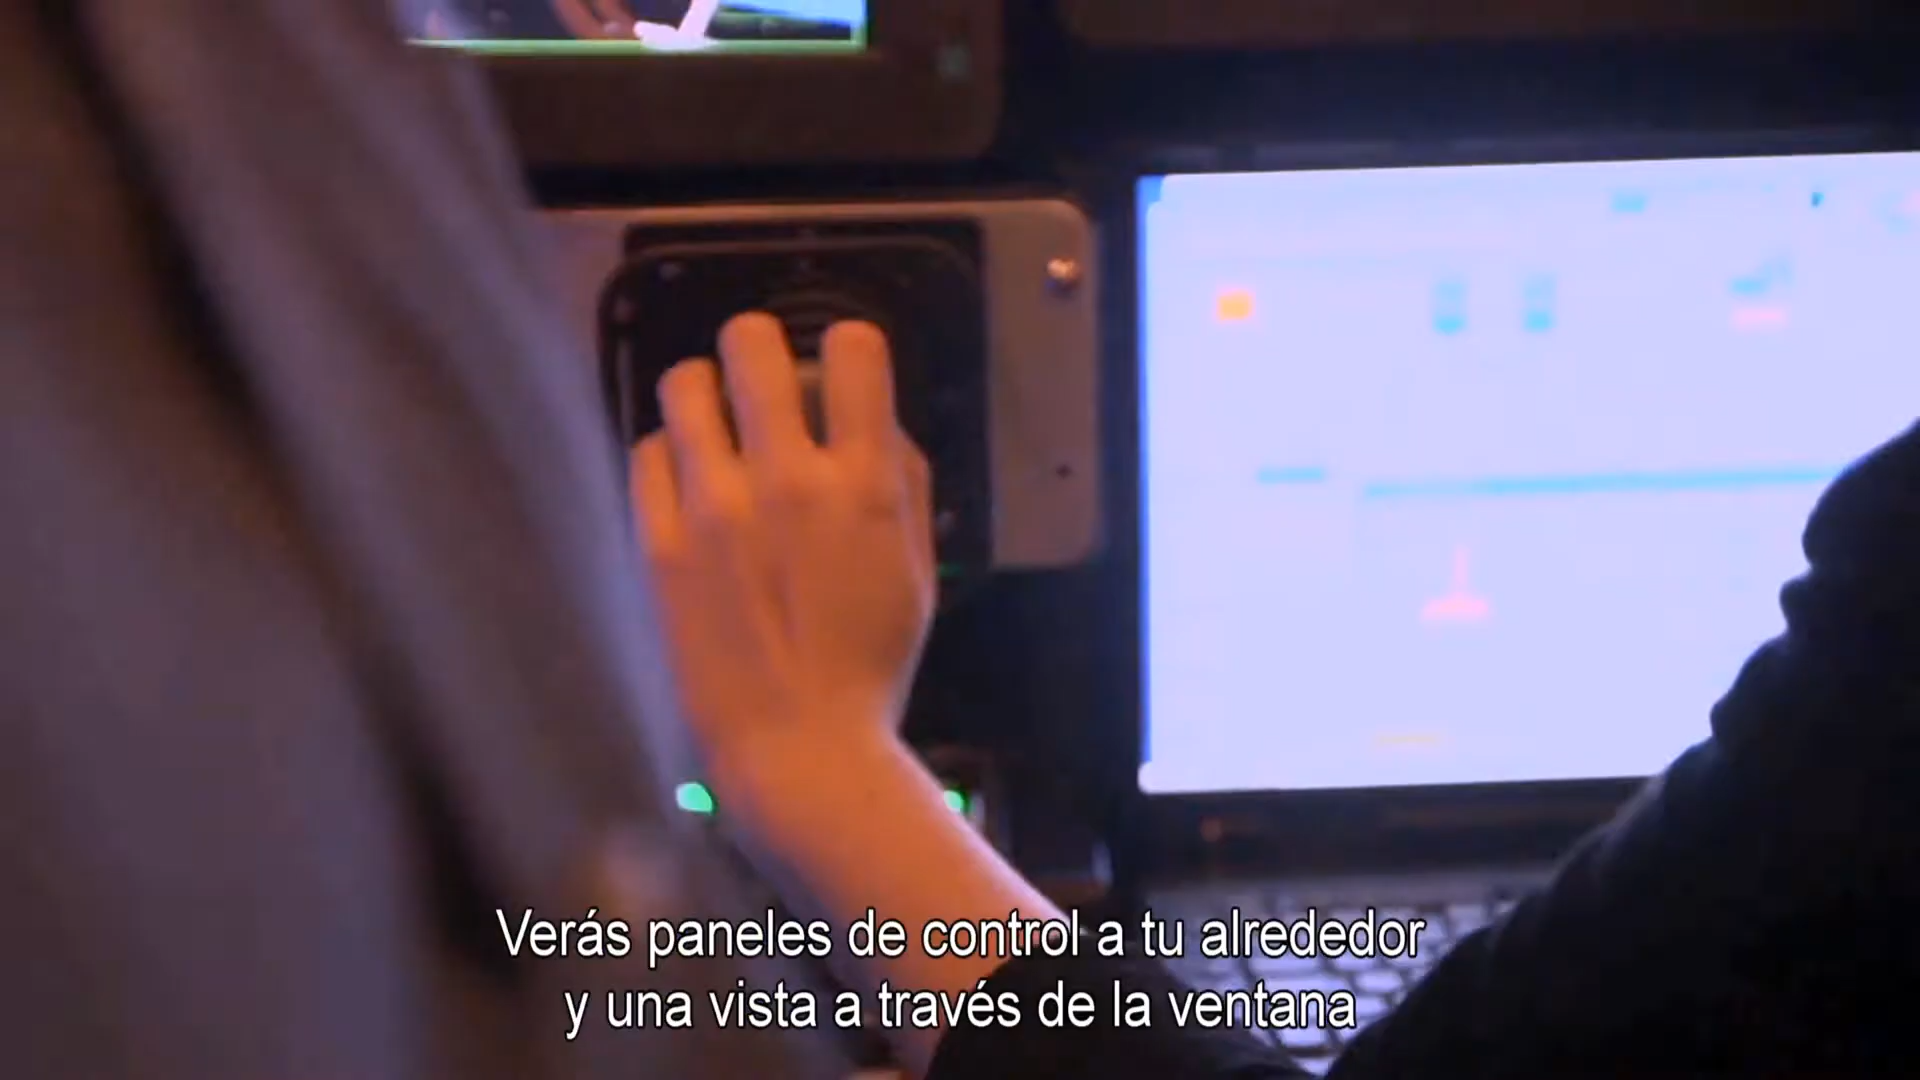 Verás paneles de control a tu alrededor
y una vista a través de la ventana